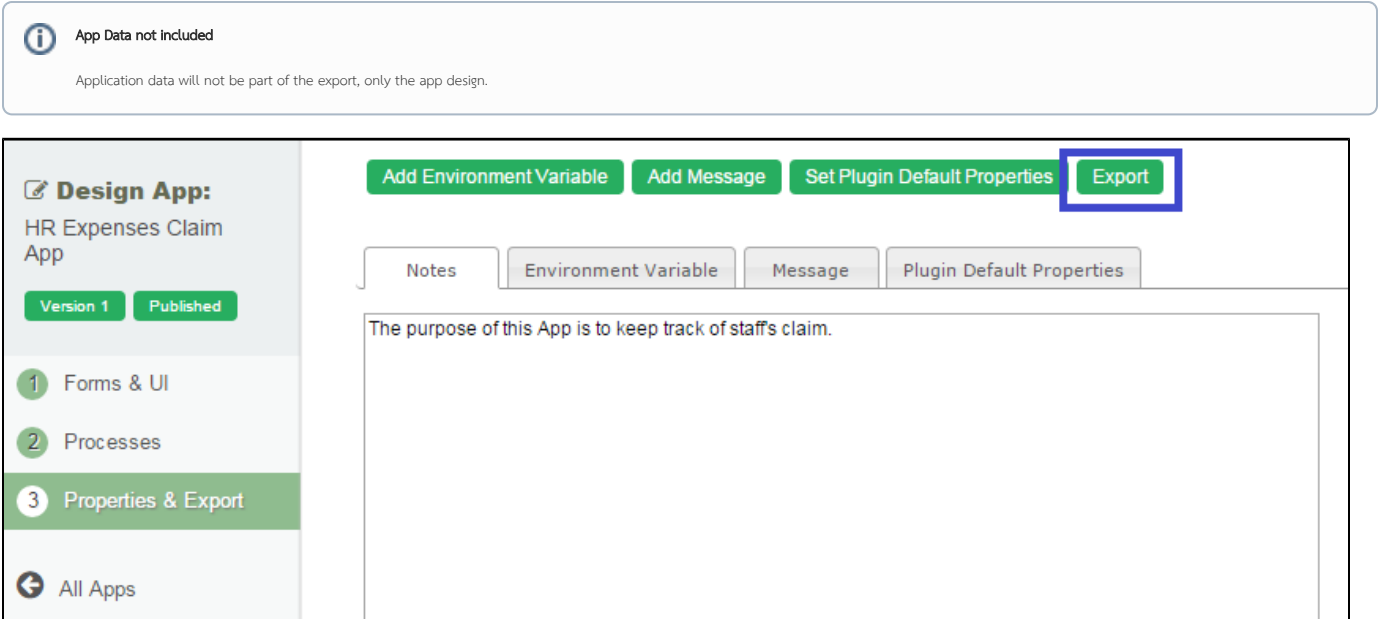 App Data not included
Application data will not be part of the export, only the app design.
Design App:
HR Expenses Claim
App
Version 1 Published
1 Forms & UI
2 Processes
3 Properties & Export
All Apps
Add Environment Variable Add Message Set Plugin Default Properties Export
Notes Environment Variable Message Plugin Default Properties
The purpose of this App is to keep track of staff's claim.